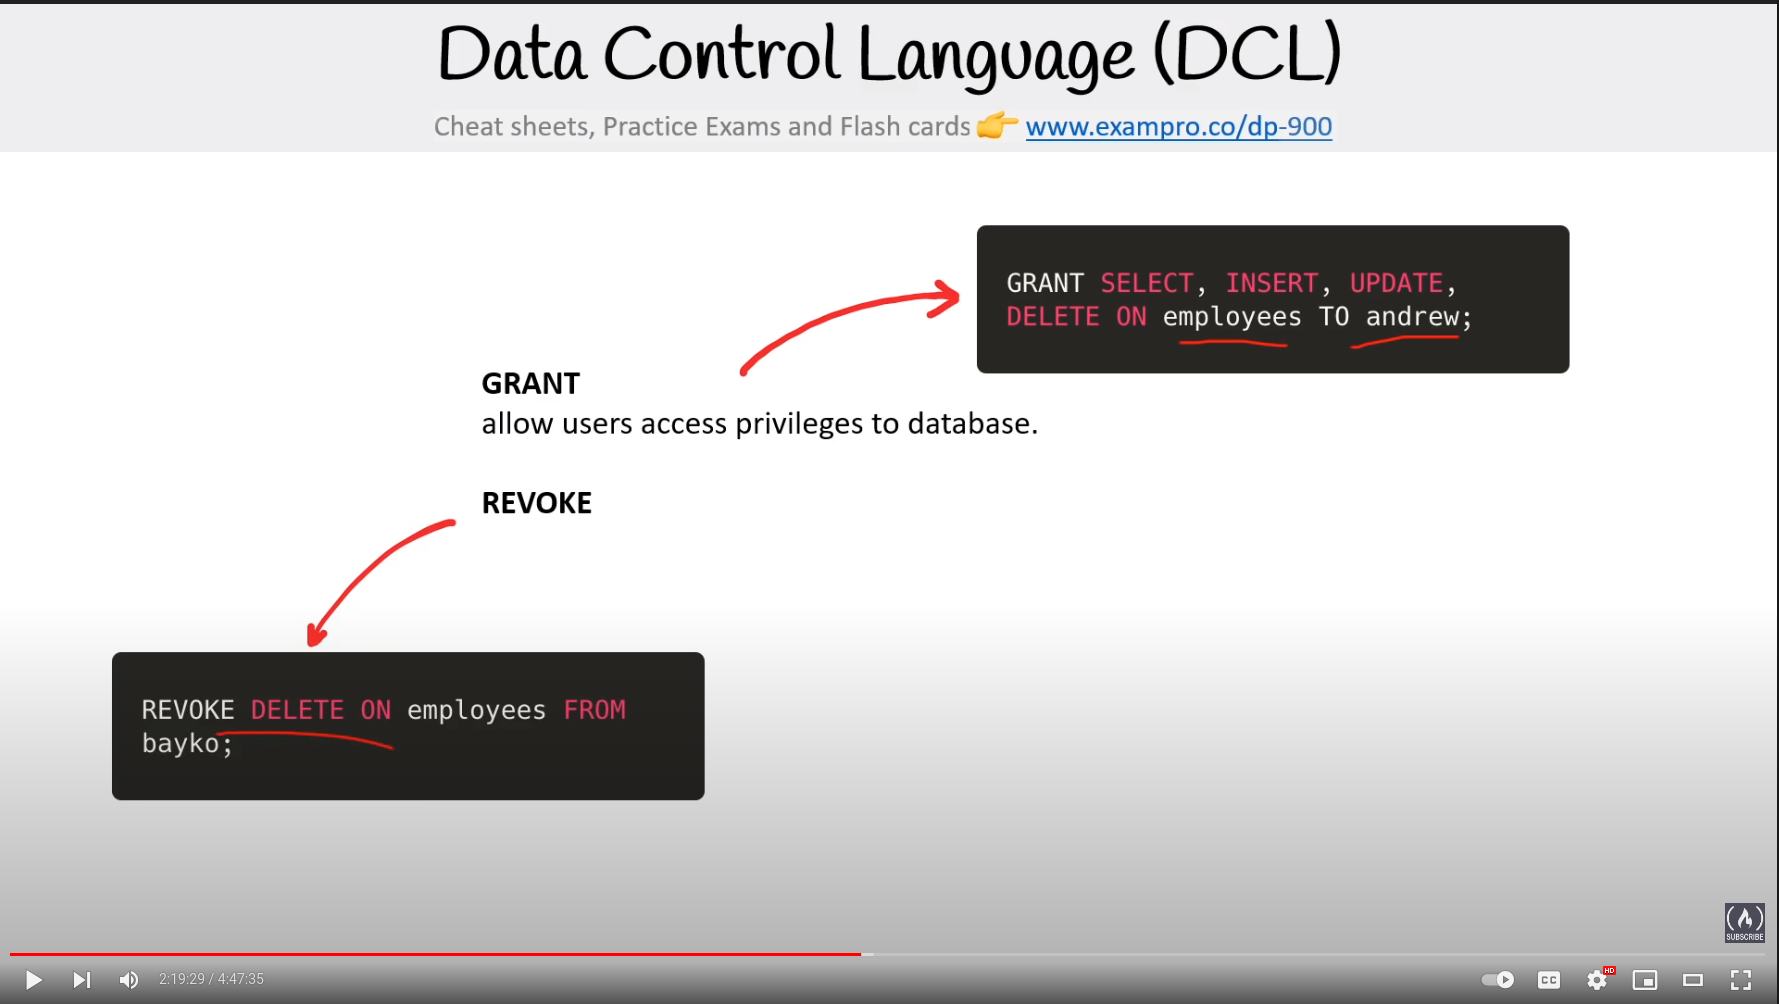 Data Control Language (DCL)
Cheat sheets, Practice Exams and Flash cards 👉 www.exampro.co/dp-900
GRANT SELECT, INSERT, UPDATE,
DELETE ON employees TO andrew;
GRANT
allow users access privileges to database.
REVOKE
REVOKE DELETE ON employees FROM
bayko;
SUBSCRIBE
2:19:29 / 4:47:35
CC
HD